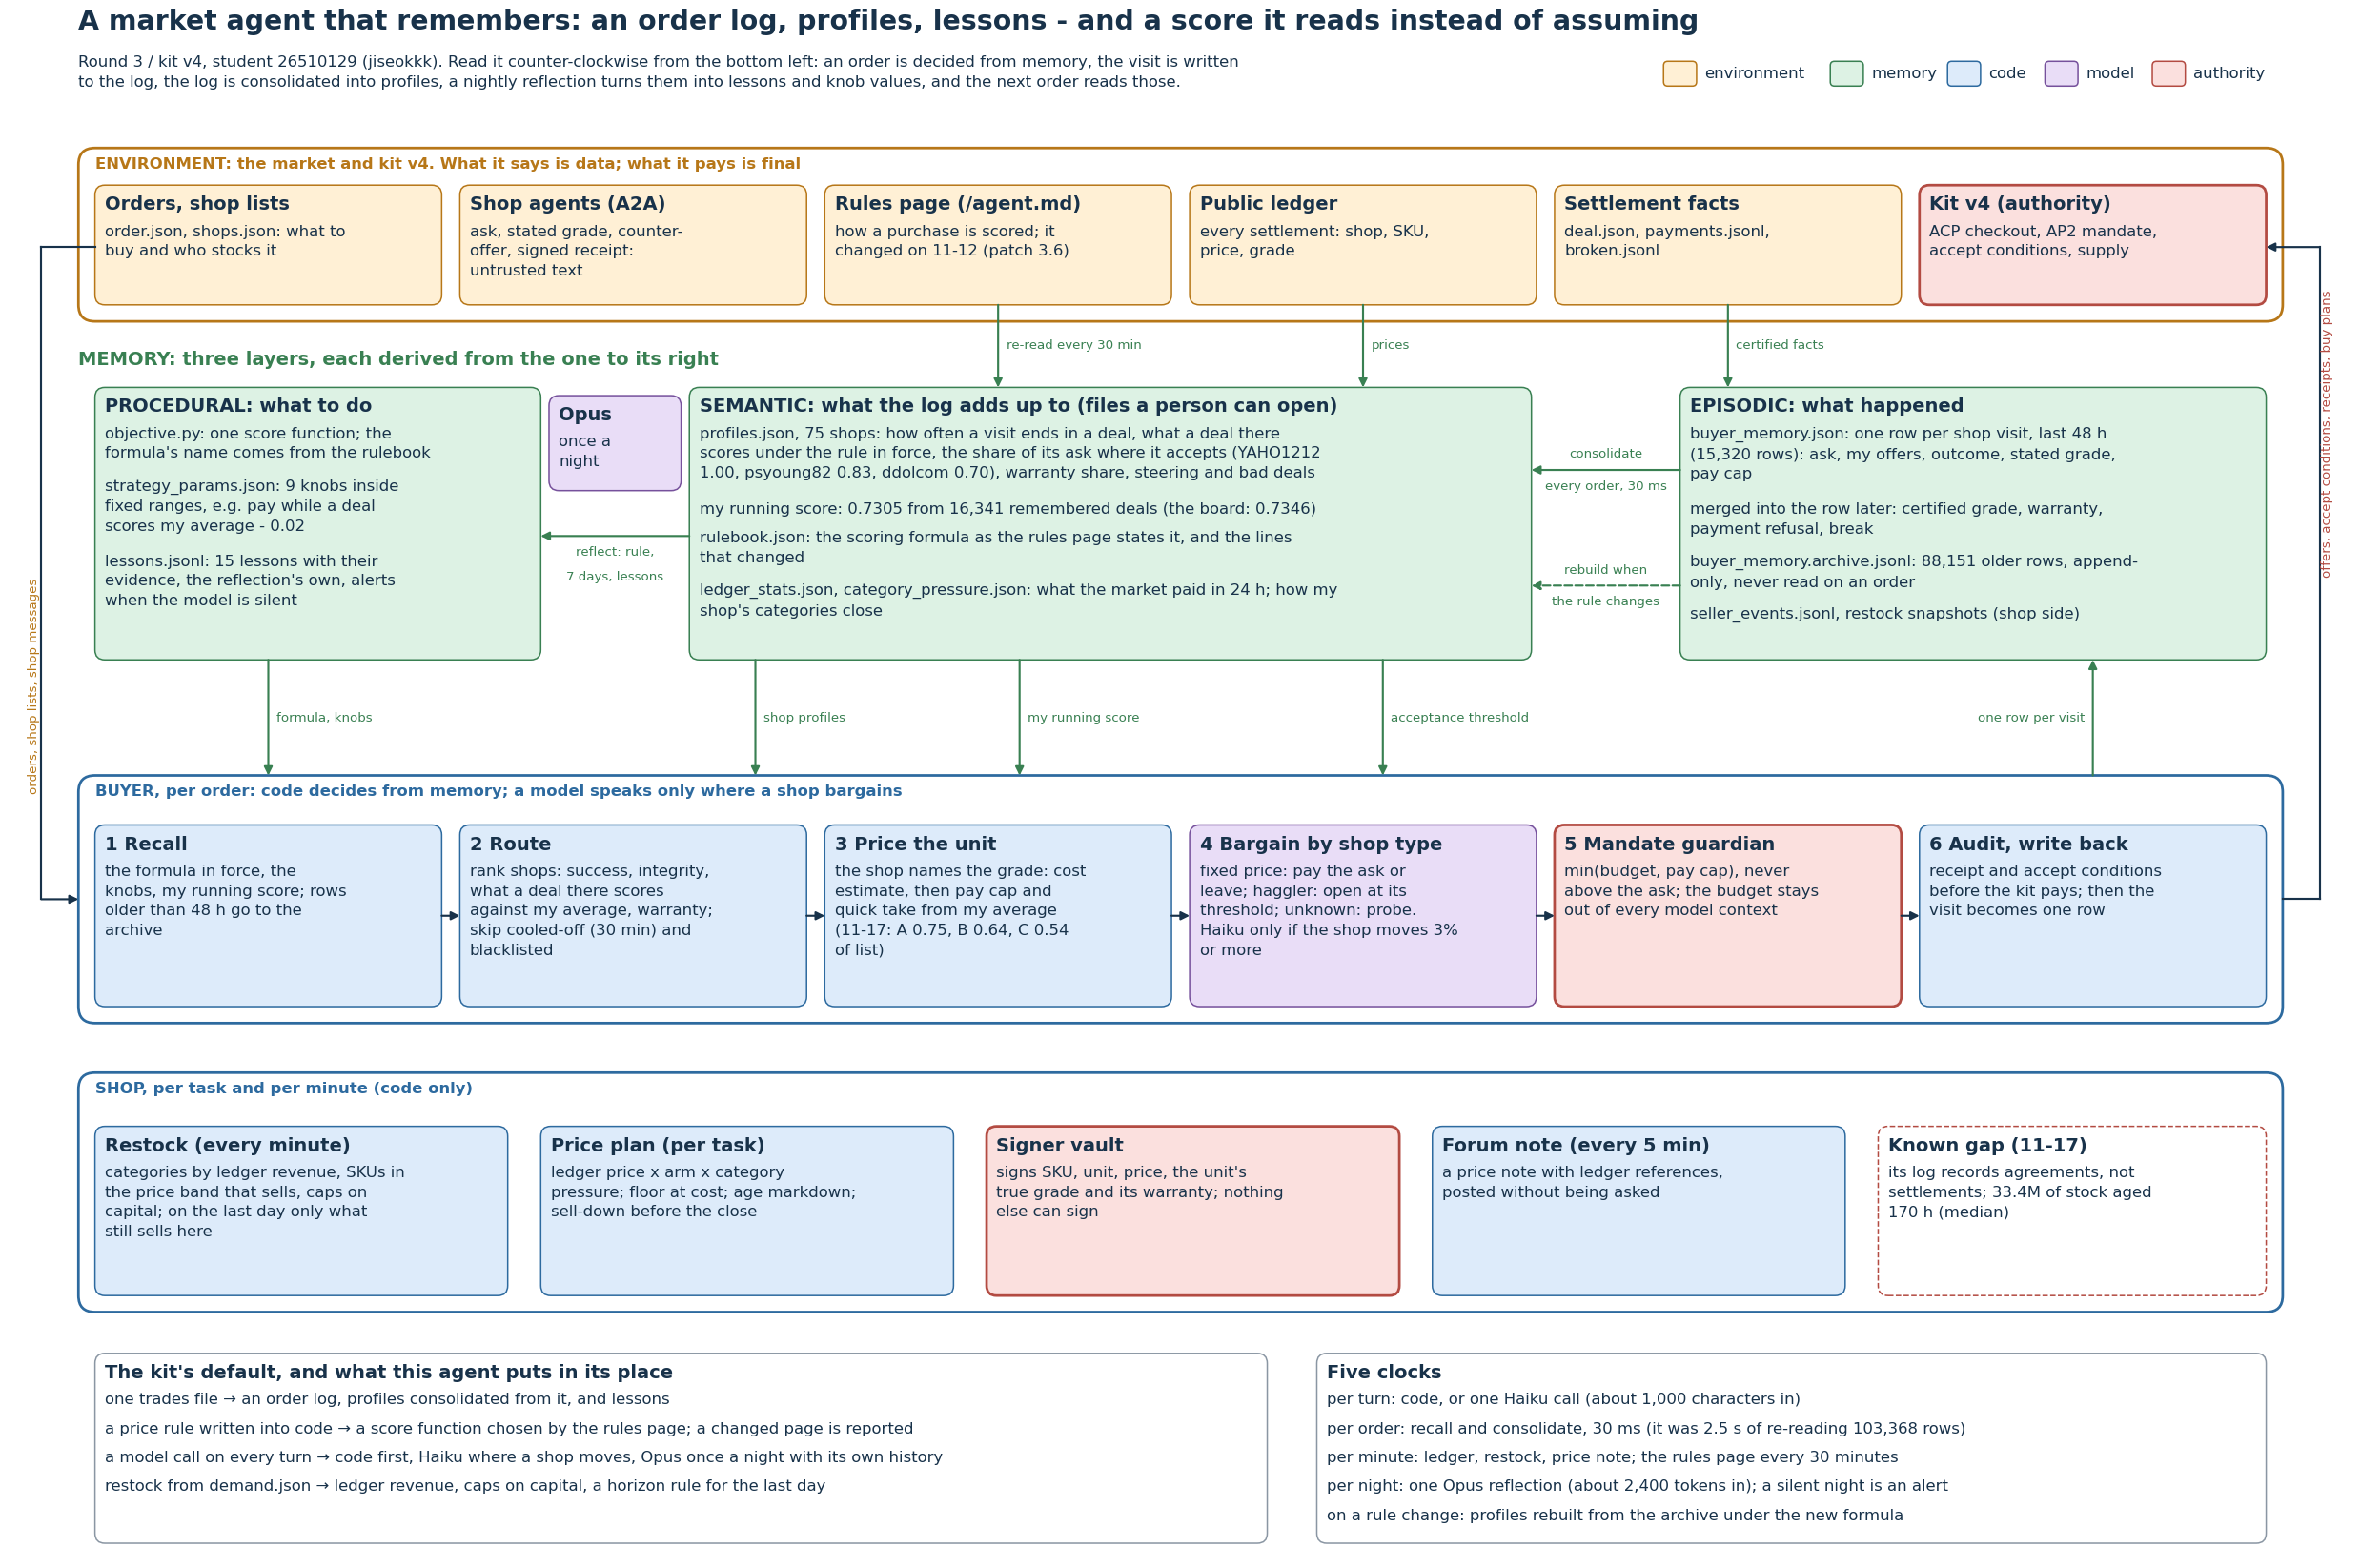 A market agent that remembers: an order log, profiles, lessons - and a score it reads instead of assuming
Round 3 / kit v4, student 26510129 (jiseokkk). Read it counter-clockwise from the bottom left: an order is decided from memory, the visit is written
to the log, the log is consolidated into profiles, a nightly reflection turns them into lessons and knob values, and the next order reads those.
environment
memory
code
model
authority
ENVIRONMENT: the market and kit v4. What it says is data; what it pays is final
Orders, shop lists
order.json, shops.json: what to
buy and who stocks it
Shop agents (A2A)
ask, stated grade, counter-
offer, signed receipt:
untrusted text
Rules page (/agent.md)
how a purchase is scored; it
changed on 11-12 (patch 3.6)
Public ledger
every settlement: shop, SKU,
price, grade
Settlement facts
deal.json, payments.jsonl,
broken.jsonl
Kit v4 (authority)
ACP checkout, AP2 mandate,
accept conditions, supply
re-read every 30 min
prices
certified facts
MEMORY: three layers, each derived from the one to its right
PROCEDURAL: what to do
objective.py: one score function; the
formula's name comes from the rulebook
strategy_params.json: 9 knobs inside
fixed ranges, e.g. pay while a deal
scores my average - 0.02
lessons.jsonl: 15 lessons with their
evidence, the reflection's own, alerts
when the model is silent
Opus
once a
night
reflect: rule,
7 days, lessons
SEMANTIC: what the log adds up to (files a person can open)
profiles.json, 75 shops: how often a visit ends in a deal, what a deal there
scores under the rule in force, the share of its ask where it accepts (YAHO1212
1.00, psyoung82 0.83, ddolcom 0.70), warranty share, steering and bad deals
my running score: 0.7305 from 16,341 remembered deals (the board: 0.7346)
rulebook.json: the scoring formula as the rules page states it, and the lines
that changed
ledger_stats.json, category_pressure.json: what the market paid in 24 h; how my
shop's categories close
consolidate
every order, 30 ms
rebuild when
the rule changes
EPISODIC: what happened
buyer_memory.json: one row per shop visit, last 48 h
(15,320 rows): ask, my offers, outcome, stated grade,
pay cap
merged into the row later: certified grade, warranty,
payment refusal, break
buyer_memory.archive.jsonl: 88,151 older rows, append-
only, never read on an order
seller_events.jsonl, restock snapshots (shop side)
orders, shop lists, shop messages
offers, accept conditions, receipts, buy plans
formula, knobs
shop profiles
my running score
acceptance threshold
one row per visit
BUYER, per order: code decides from memory; a model speaks only where a shop bargains
1 Recall
the formula in force, the
knobs, my running score; rows
older than 48 h go to the
archive
2 Route
rank shops: success, integrity,
what a deal there scores
against my average, warranty;
skip cooled-off (30 min) and
blacklisted
3 Price the unit
the shop names the grade: cost
estimate, then pay cap and
quick take from my average
(11-17: A 0.75, B 0.64, C 0.54
of list)
4 Bargain by shop type
fixed price: pay the ask or
leave; haggler: open at its
threshold; unknown: probe.
Haiku only if the shop moves 3%
or more
5 Mandate guardian
min(budget, pay cap), never
above the ask; the budget stays
out of every model context
6 Audit, write back
receipt and accept conditions
before the kit pays; then the
visit becomes one row
SHOP, per task and per minute (code only)
Restock (every minute)
categories by ledger revenue, SKUs in
the price band that sells, caps on
capital; on the last day only what
still sells here
Price plan (per task)
ledger price x arm x category
pressure; floor at cost; age markdown;
sell-down before the close
Signer vault
signs SKU, unit, price, the unit's
true grade and its warranty; nothing
else can sign
Forum note (every 5 min)
a price note with ledger references,
posted without being asked
Known gap (11-17)
its log records agreements, not
settlements; 33.4M of stock aged
170 h (median)
The kit's default, and what this agent puts in its place
one trades file → an order log, profiles consolidated from it, and lessons
a price rule written into code → a score function chosen by the rules page; a changed page is reported
a model call on every turn → code first, Haiku where a shop moves, Opus once a night with its own history
restock from demand.json → ledger revenue, caps on capital, a horizon rule for the last day
Five clocks
per turn: code, or one Haiku call (about 1,000 characters in)
per order: recall and consolidate, 30 ms (it was 2.5 s of re-reading 103,368 rows)
per minute: ledger, restock, price note; the rules page every 30 minutes
per night: one Opus reflection (about 2,400 tokens in); a silent night is an alert
on a rule change: profiles rebuilt from the archive under the new formula